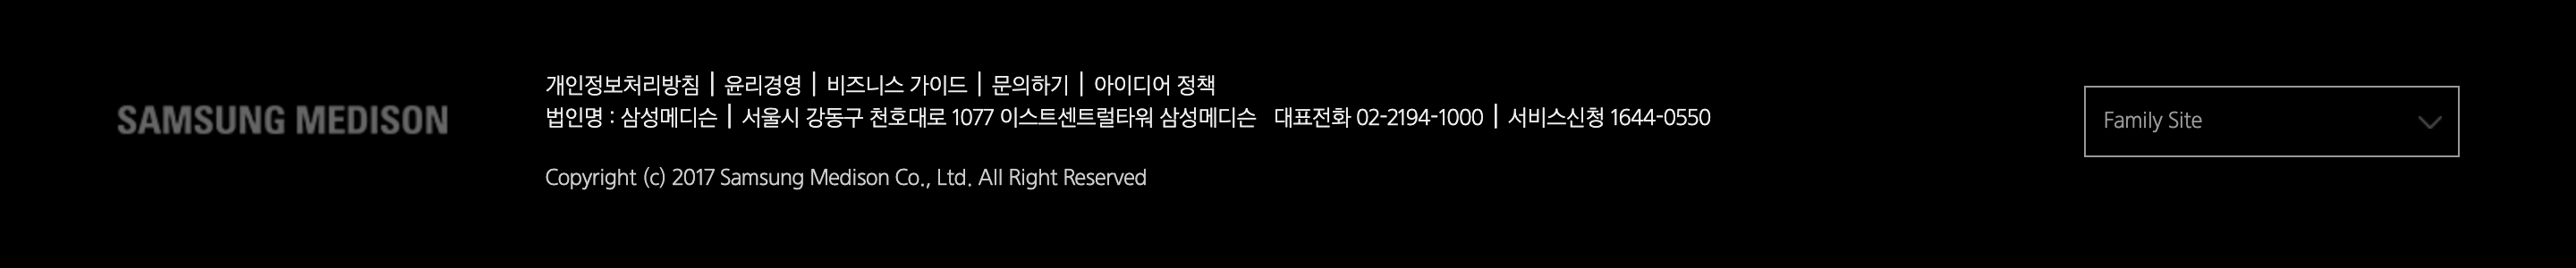 SAMSUNG MEDISON
개인정보처리방침 | 윤리경영 | 비즈니스 가이드 | 문의하기 | 아이디어 정책
법인명 : 삼성메디슨 | 서울시 강동구 천호대로 1077 이스트센트럴타워 삼성메디슨 대표전화 02-2194-1000 | 서비스신청 1644-0550
Copyright (c) 2017 Samsung Medison Co., Ltd. All Right Reserved
Family Site